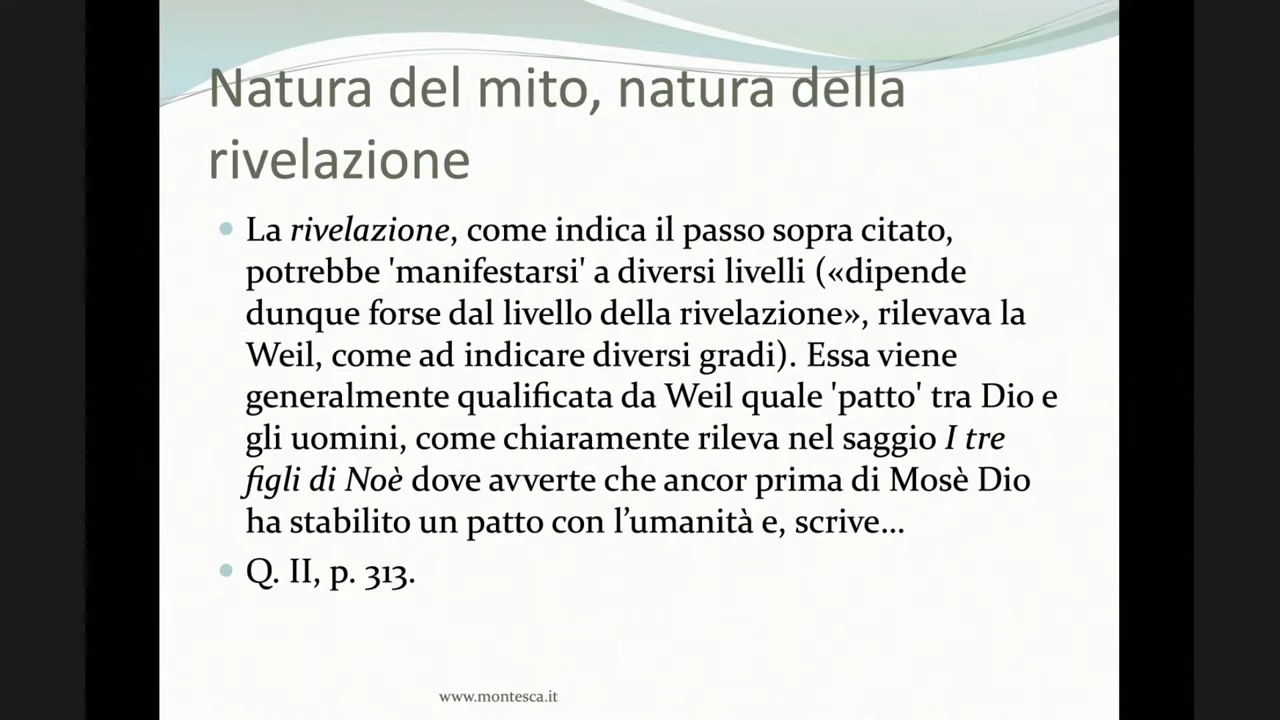 Natura del mito, natura della
rivelazione
La rivelazione, come indica il passo sopra citato,
potrebbe 'manifestarsi' a diversi livelli («dipende
dunque forse dal livello della rivelazione», rilevava la
Weil, come ad indicare diversi gradi). Essa viene
generalmente qualificata da Weil quale 'patto' tra Dio e
gli uomini, come chiaramente rileva nel saggio I tre
figli di Noè dove avverte che ancor prima di Mosè Dio
ha stabilito un patto con l’umanità e, scrive...
Q. II, p. 313.
www.montesca.it